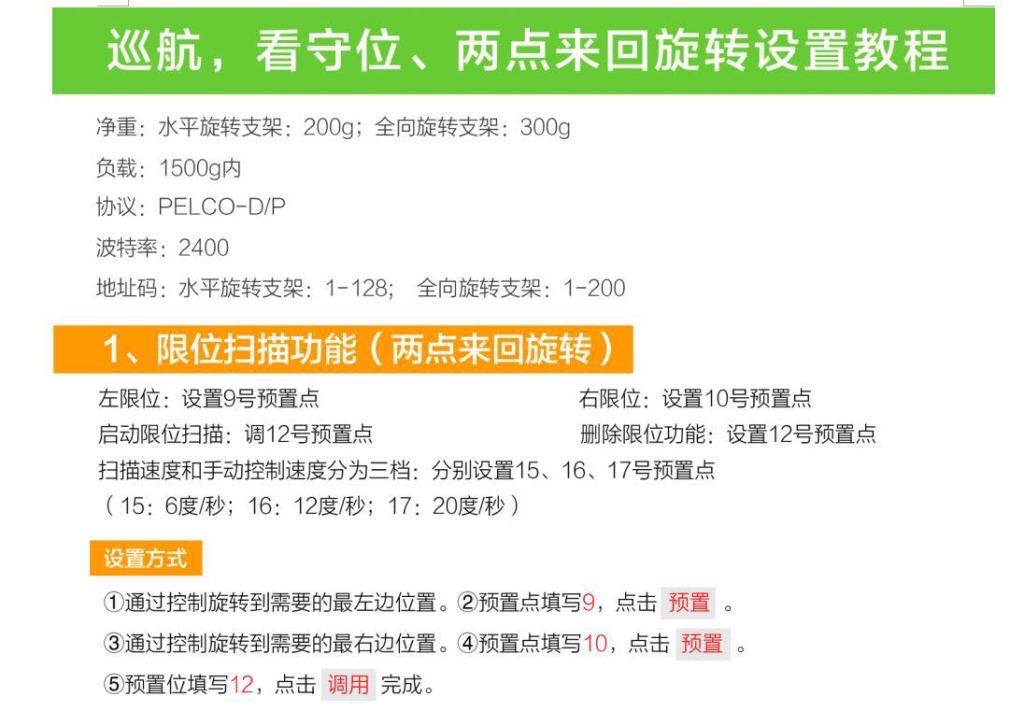 巡航，看守位、两点来回旋转设置教程
净重：水平旋转支架：200g；全向旋转支架：300g
负载：1500g内
协议：PELCO-D/P
波特率：2400
地址码：水平旋转支架：1-128； 全向旋转支架：1-200
1、限位扫描功能（两点来回旋转）
左限位：设置9号预置点 右限位：设置10号预置点
启动限位扫描：调12号预置点 删除限位功能：设置12号预置点
扫描速度和手动控制速度分为三档：分别设置15、16、17号预置点
（15：6度/秒；16：12度/秒；17：20度/秒）
设置方式
①通过控制旋转到需要的最左边位置。②预置点填写9，点击 预置 。
③通过控制旋转到需要的最右边位置。④预置点填写10，点击 预置 。
⑤预置位填写12，点击 调用 完成。